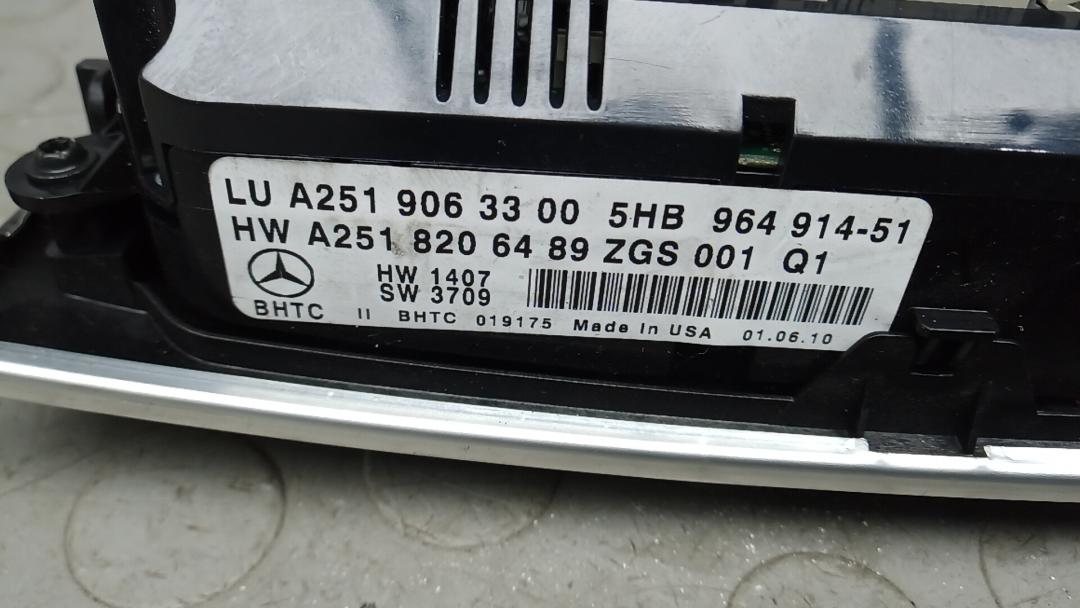 LU A251 906 33 00 5HB 964 914-51
HW A251 820 64 89 ZGS 001 Q1
HW 1407
SW 3709
BHTC II BHTC 019175 Made in USA 01.06.10